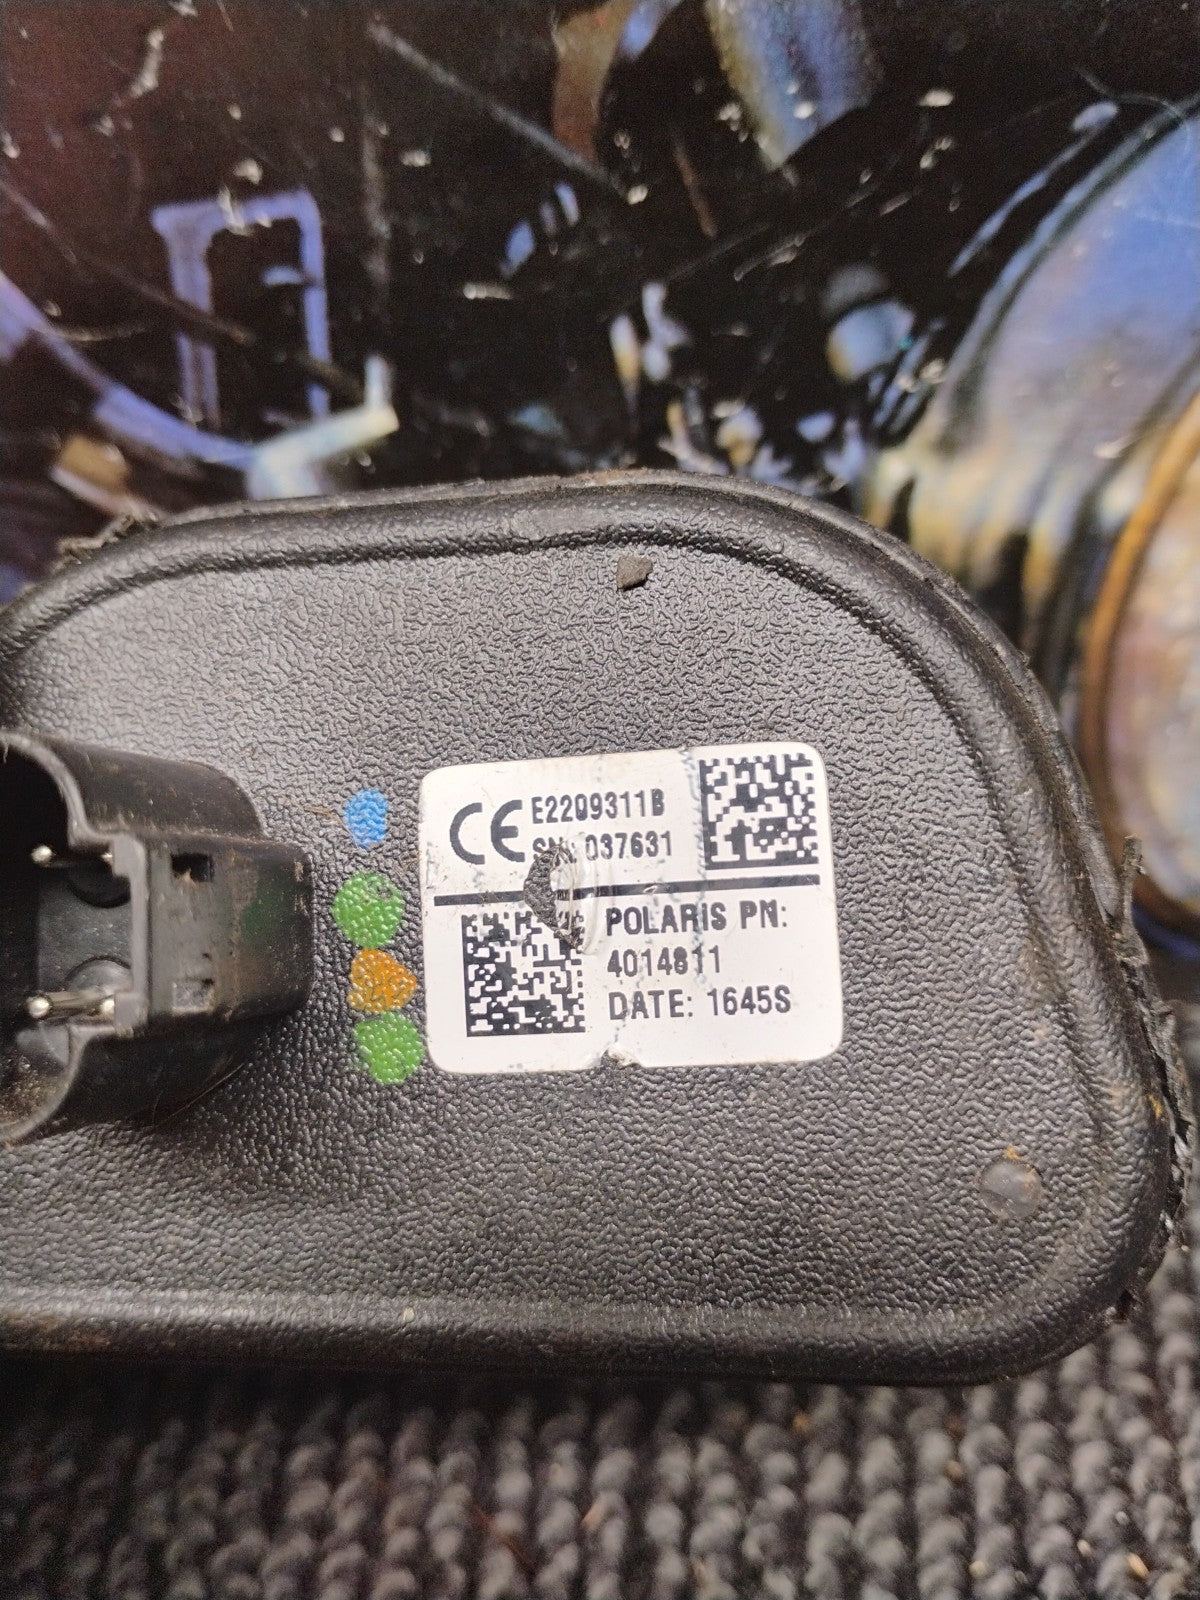 CE E2209311B
SN: 037631
POLARIS PN:
4014811
DATE: 1645S